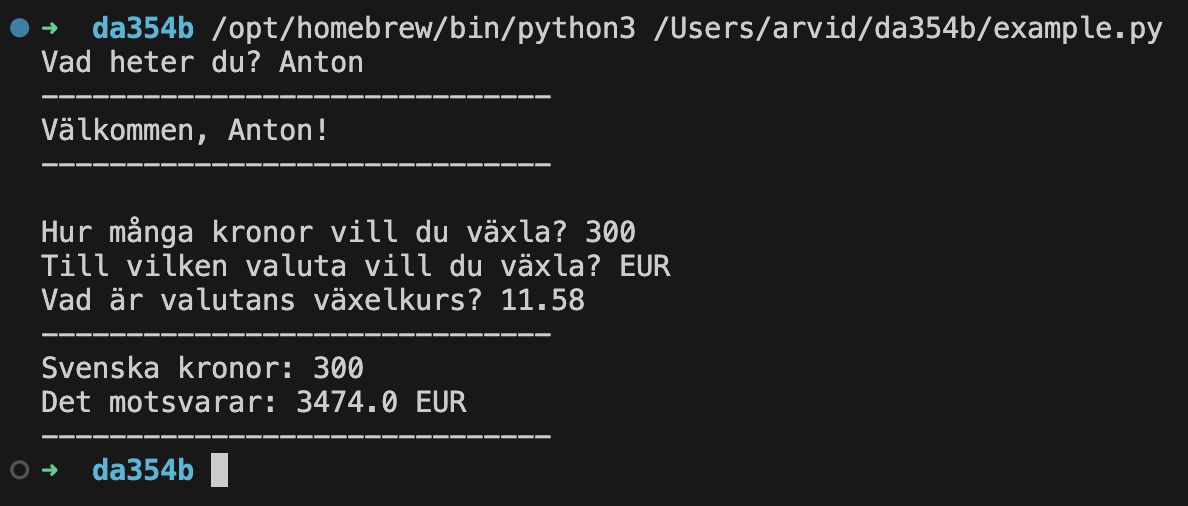 ➜  da354b /opt/homebrew/bin/python3 /Users/arvid/da354b/example.py
Vad heter du? Anton
------------------------------
Välkommen, Anton!
------------------------------

Hur många kronor vill du växla? 300
Till vilken valuta vill du växla? EUR
Vad är valutans växelkurs? 11.58
------------------------------
Svenska kronor: 300
Det motsvarar: 3474.0 EUR
------------------------------
➜  da354b